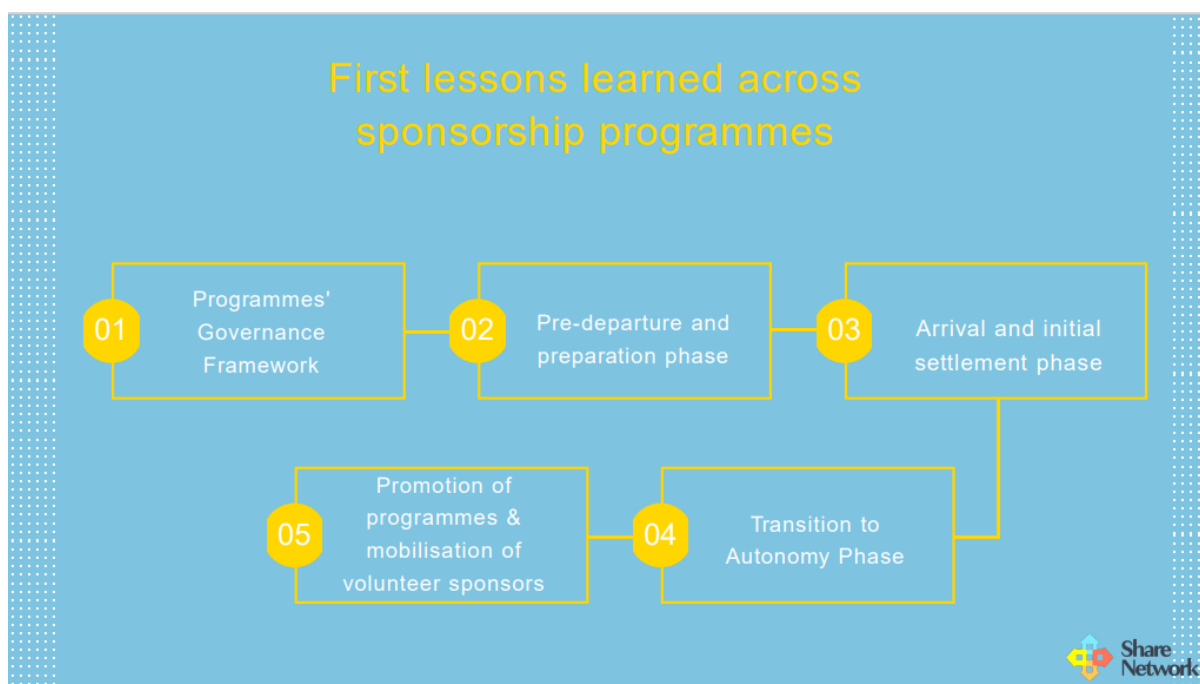 First lessons learned across
sponsorship programmes
01
Programmes'
Governance
Framework
02
Pre-departure and
preparation phase
03
Arrival and initial
settlement phase
04
Transition to
Autonomy Phase
05
Promotion of
programmes &
mobilisation of
volunteer sponsors
Share
Network